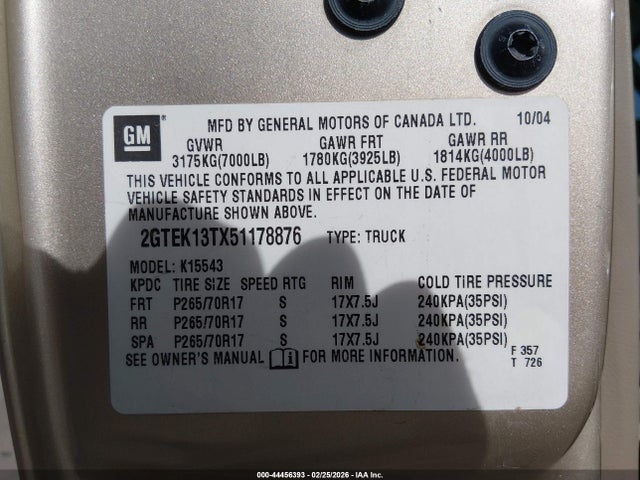 GM ®
MFD BY GENERAL MOTORS OF CANADA LTD. 10/04
GVWR GAWR FRT GAWR RR
3175KG(7000LB) 1780KG(3925LB) 1814KG(4000LB)
THIS VEHICLE CONFORMS TO ALL APPLICABLE U.S. FEDERAL MOTOR
VEHICLE SAFETY STANDARDS IN EFFECT ON THE DATE OF
MANUFACTURE SHOWN ABOVE.
2GTEK13TX51178876 TYPE: TRUCK
MODEL: K15543
KPDC TIRE SIZE SPEED RTG RIM COLD TIRE PRESSURE
FRT P265/70R17 S 17X7.5J 240KPA(35PSI)
RR P265/70R17 S 17X7.5J 240KPA(35PSI)
SPA P265/70R17 S 17X7.5J 240KPA(35PSI)
SEE OWNER'S MANUAL FOR MORE INFORMATION.
F 357
T 726
000-44456393 - 02/25/2026 - IAA Inc.